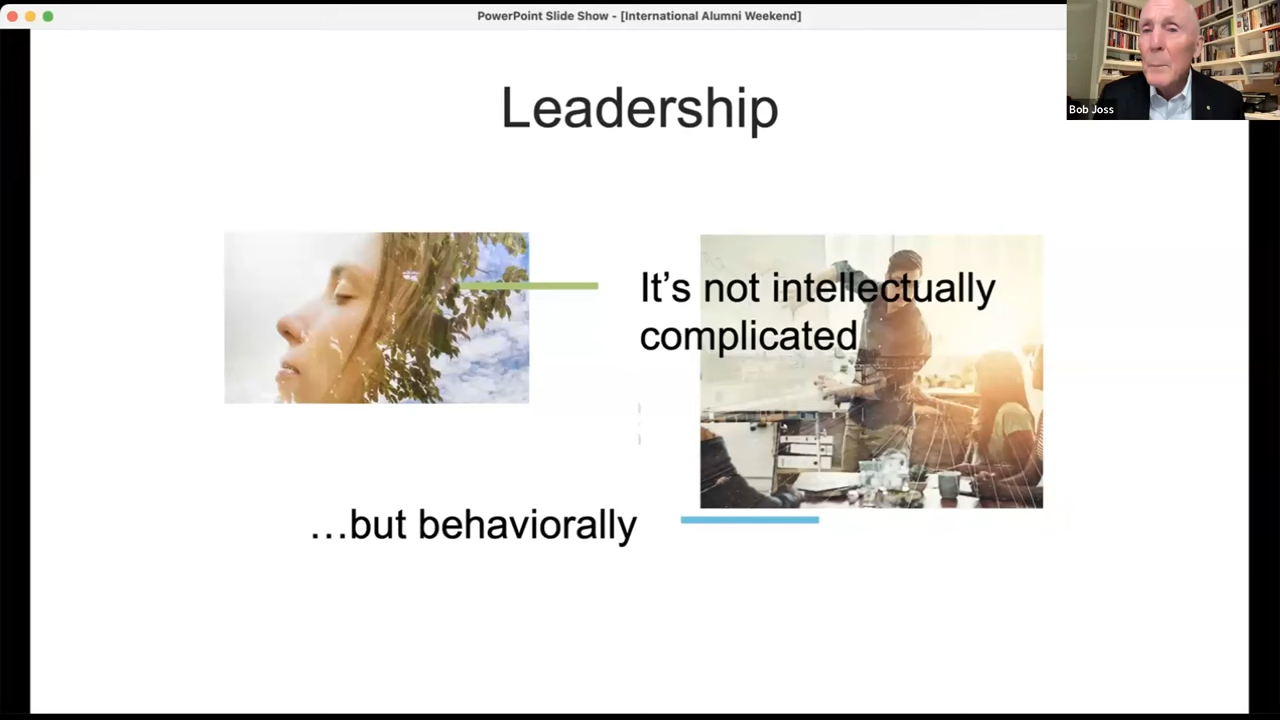 PowerPoint Slide Show - [International Alumni Weekend]
Bob Joss
Leadership
It’s not intellectually
complicated
…but behaviorally